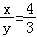 x/y = 4/3